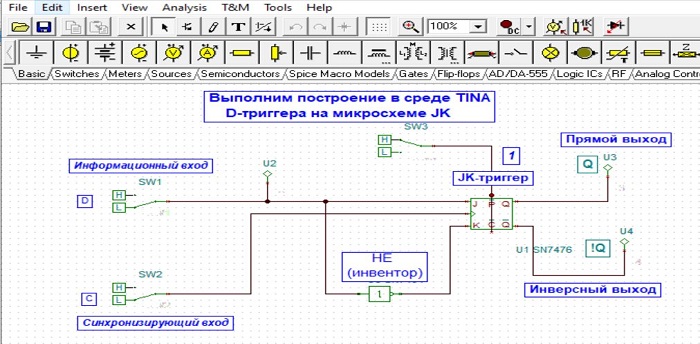 File Edit Insert View Analysis T&M Tools Help
100% DC
Basic Switches Meters Sources Semiconductors Spice Macro Models Gates Flip-flops AD/DA-555 Logic ICs RF Analog Contr
Выполним построение в среде TINA
D-триггера на микросхеме JK
SW3
H
L
1
Прямой выход
Q
U3
JK-триггер
Информационный вход
U2
SW1
D
H
L
J P Q
K C Q
U4
!Q
U1 SN7476
НЕ
(инвентор)
1
SW2
H
C
L
Инверсный выход
Синхронизирующий вход